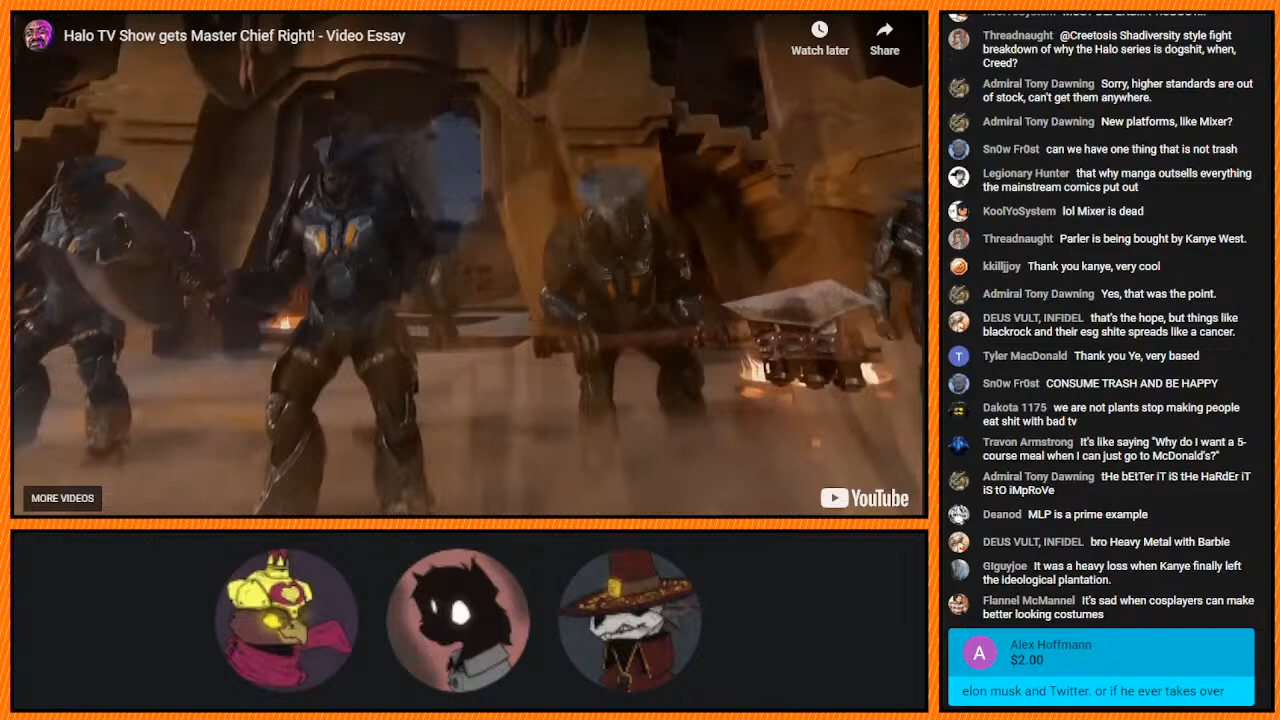 Halo TV Show gets Master Chief Right! - Video Essay
Watch later
Share
MORE VIDEOS
YouTube
Threadnaught @Creetosis Shadiversity style fight
breakdown of why the Halo series is dogshit, when,
Creed?
Admiral Tony Dawning Sorry, higher standards are out
of stock, can't get them anywhere.
Admiral Tony Dawning New platforms, like Mixer?
Sn0w Fr0st can we have one thing that is not trash
Legionary Hunter that why manga outsells everything
the mainstream comics put out
KoolYoSystem lol Mixer is dead
Threadnaught Parler is being bought by Kanye West.
kkilljjoy Thank you kanye, very cool
Admiral Tony Dawning Yes, that was the point.
DEUS VULT, INFIDEL that's the hope, but things like
blackrock and their esg shite spreads like a cancer.
T
Tyler MacDonald Thank you Ye, very based
Sn0w Fr0st CONSUME TRASH AND BE HAPPY
Dakota 1175 we are not plants stop making people
eat shit with bad tv
Travon Armstrong It's like saying "Why do I want a 5-
course meal when I can just go to McDonald's?"
Admiral Tony Dawning tHe bEtTer iT iS tHe HaRdEr iT
iS tO iMpRoVe
Deanod MLP is a prime example
DEUS VULT, INFIDEL bro Heavy Metal with Barbie
GIguyjoe It was a heavy loss when Kanye finally left
the ideological plantation.
Flannel McMannel It's sad when cosplayers can make
better looking costumes
A
Alex Hoffmann
$2.00
elon musk and Twitter. or if he ever takes over